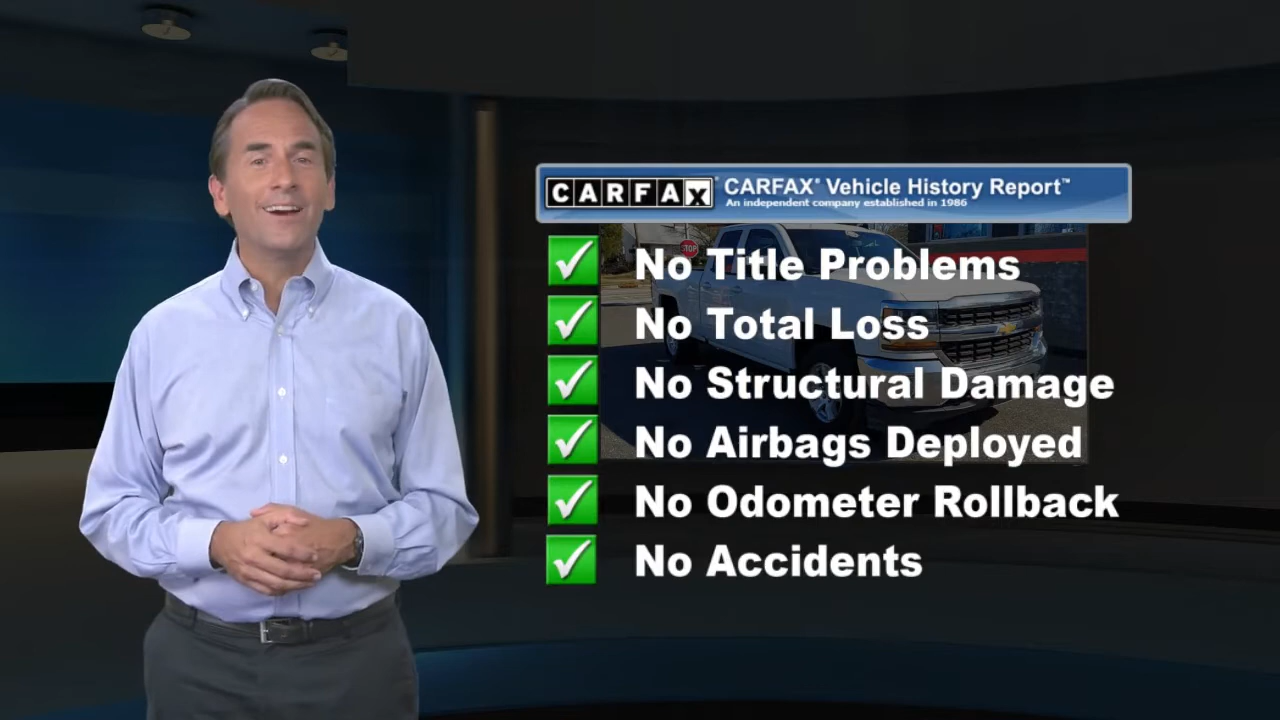 CARFAX® CARFAX® Vehicle History Report™
An independent company established in 1986
STOP
No Title Problems
No Total Loss
No Structural Damage
No Airbags Deployed
No Odometer Rollback
No Accidents